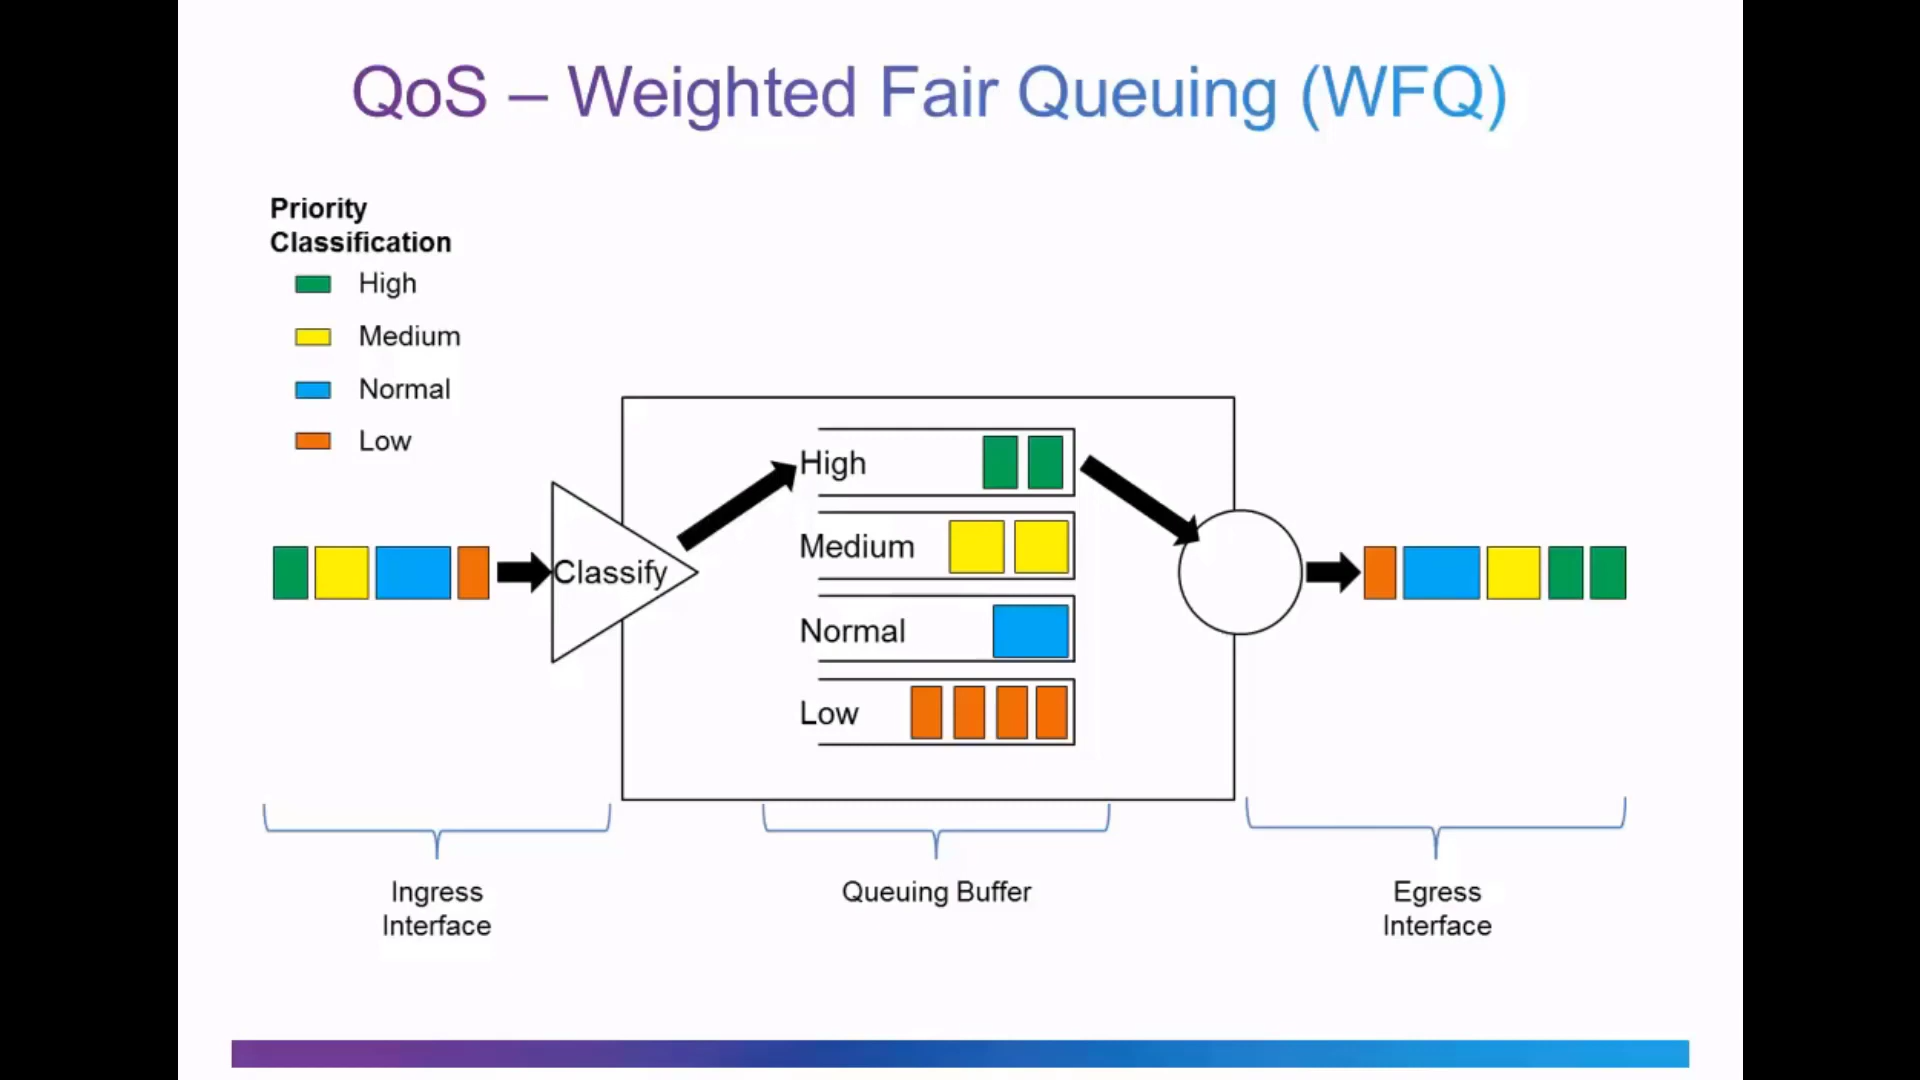 QoS – Weighted Fair Queuing (WFQ)
Priority
Classification
High
Medium
Normal
Low
Classify
High
Medium
Normal
Low
Ingress
Interface
Queuing Buffer
Egress
Interface